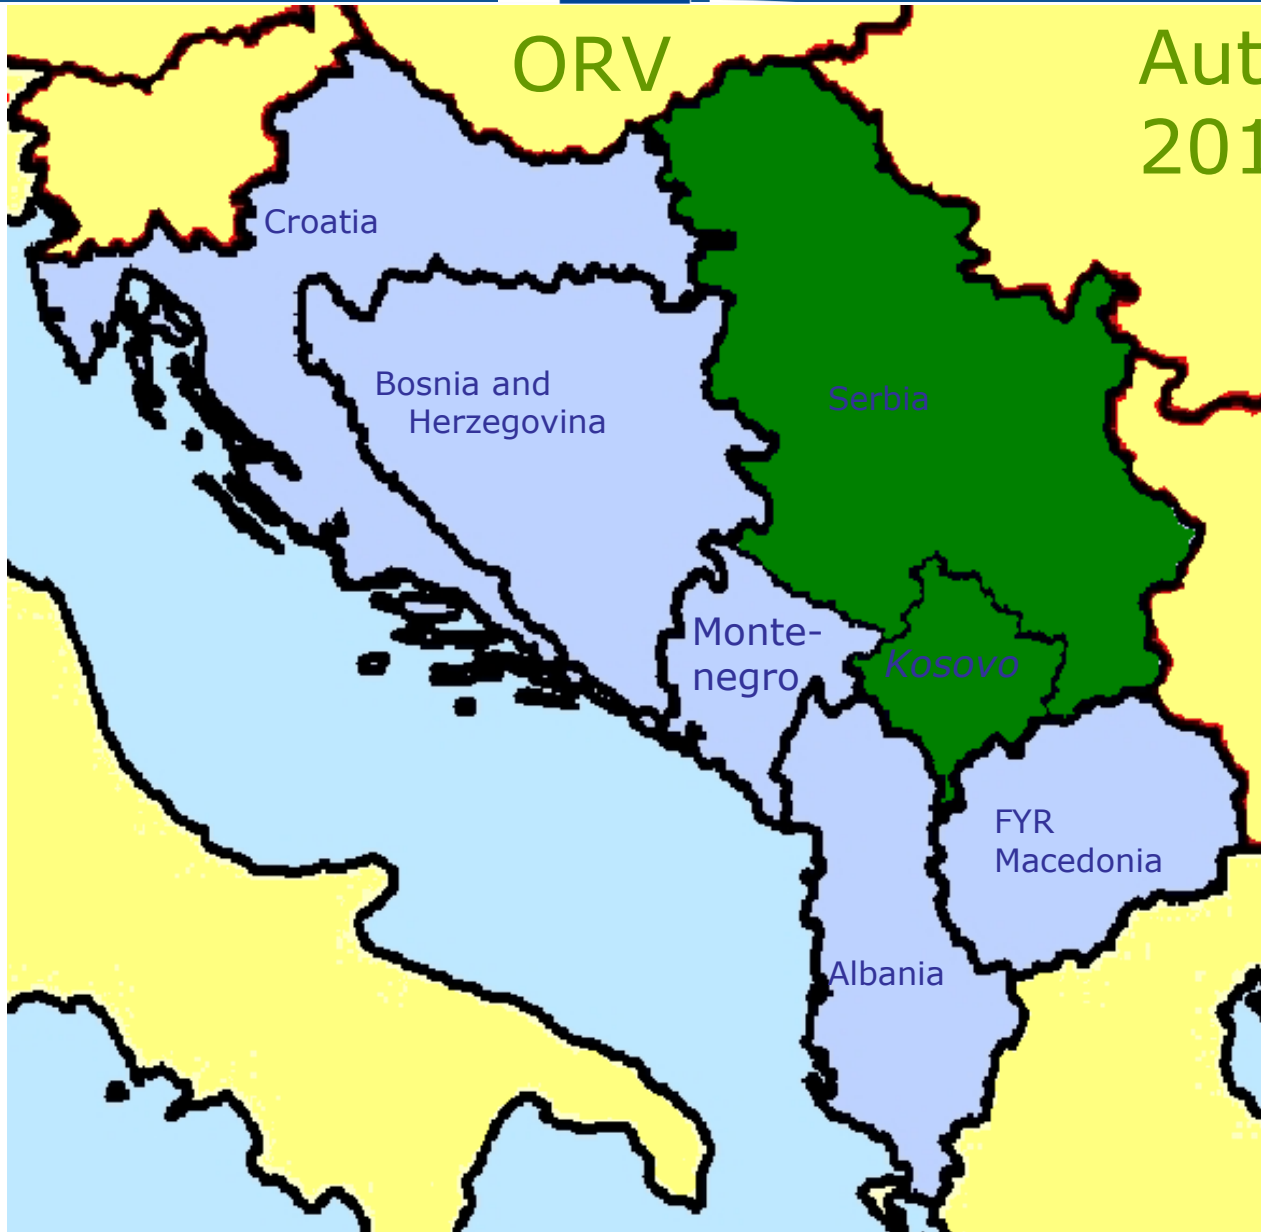 ORV
Aut
201
Croatia
Bosnia and
Herzegovina
Serbia
Monte-
negro
Kosovo
FYR
Macedonia
Albania